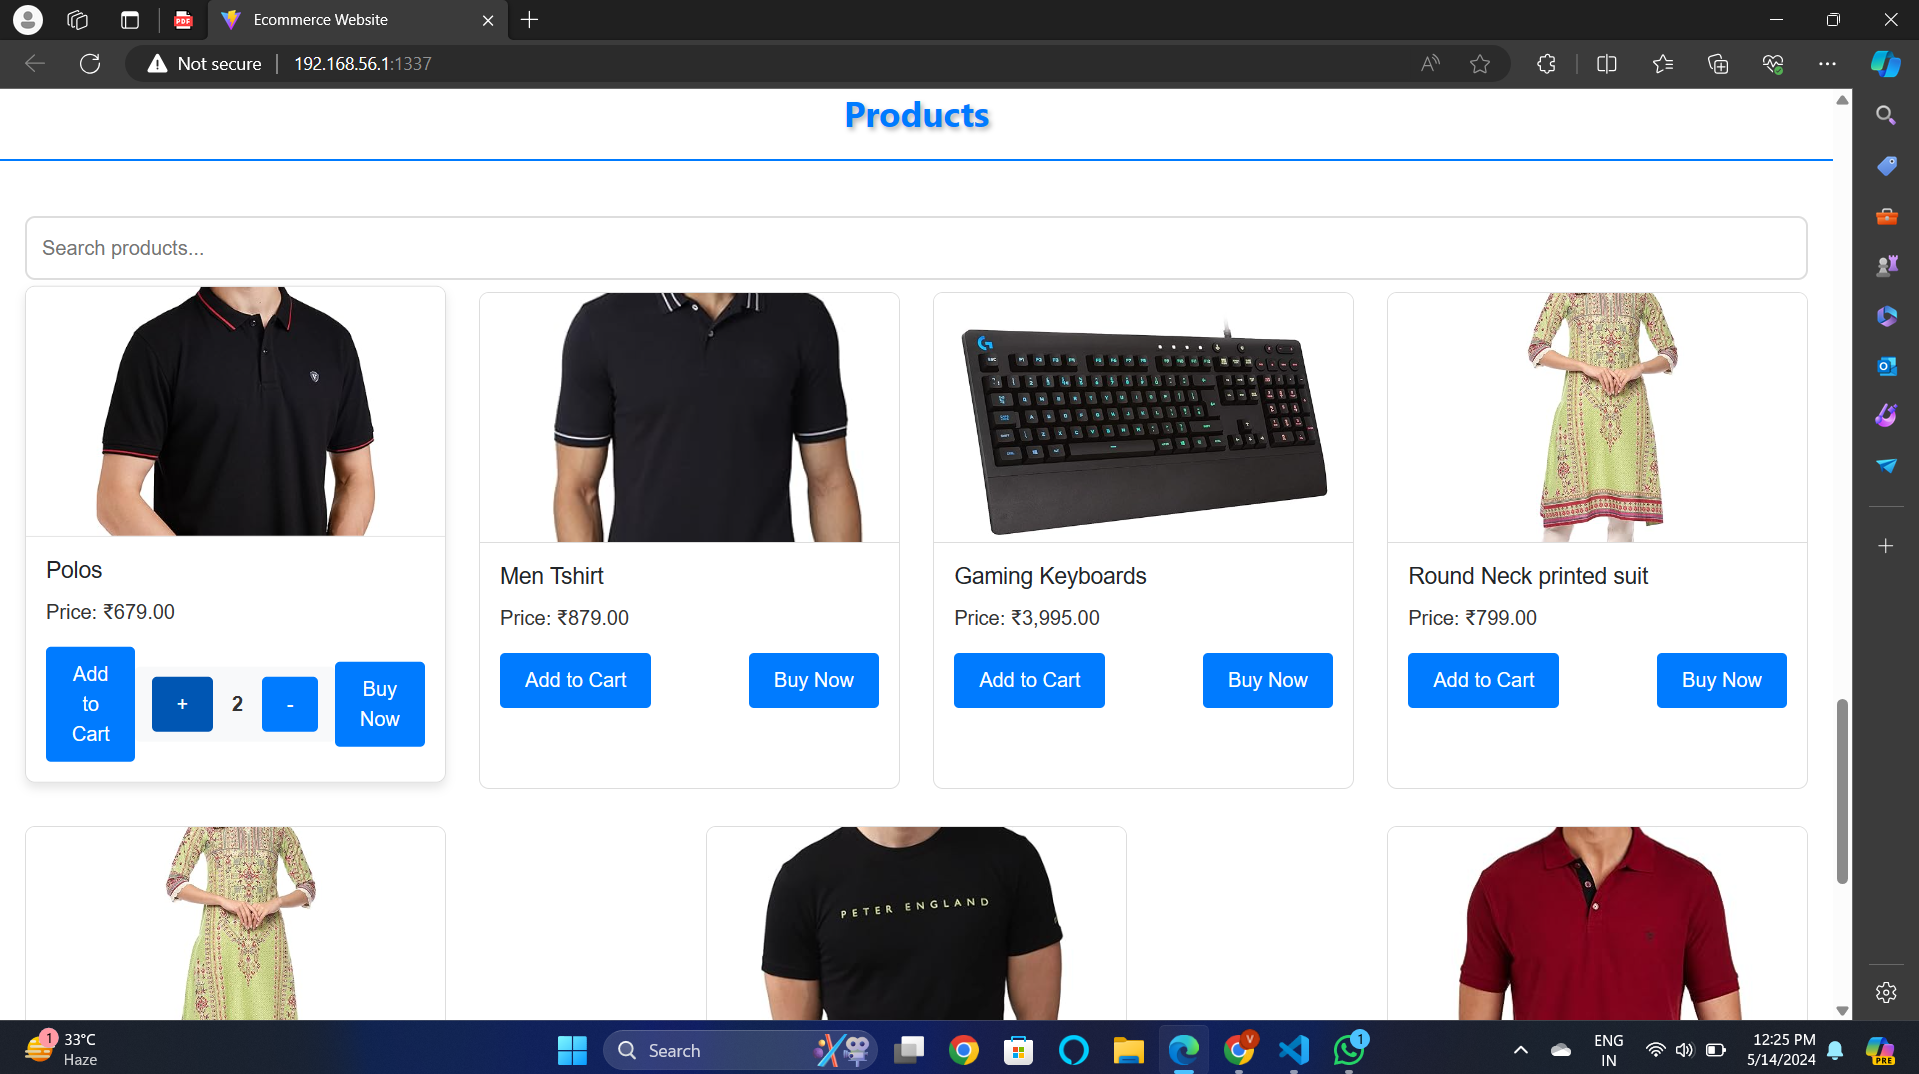 Ecommerce Website
Not secure
192.168.56.1:1337
Products
Search products...
Polos
Price: ₹679.00
Add to Cart
+
2
-
Buy Now
Men Tshirt
Price: ₹879.00
Add to Cart
Buy Now
Gaming Keyboards
Price: ₹3,995.00
Add to Cart
Buy Now
Round Neck printed suit
Price: ₹799.00
Add to Cart
Buy Now
PETER ENGLAND
1
33°C
Haze
Search
V
1
ENG
IN
12:25 PM
5/14/2024
PRE